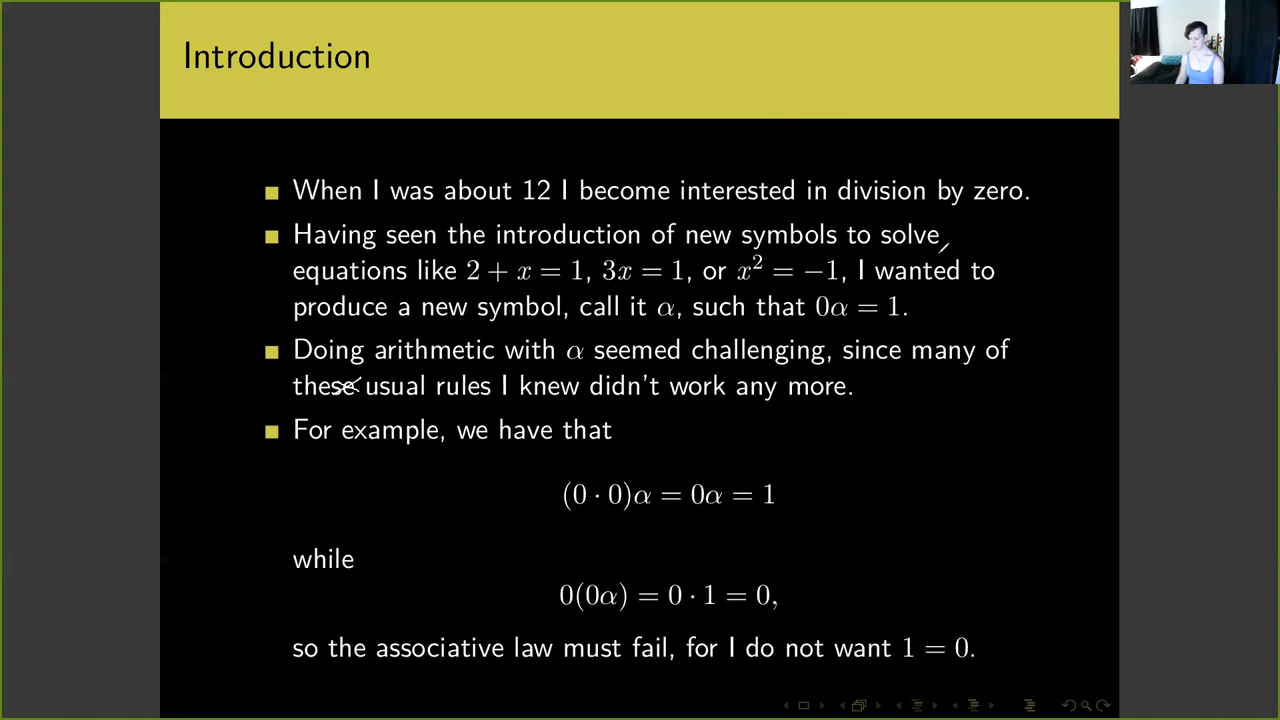 Introduction
When I was about 12 I become interested in division by zero.
Having seen the introduction of new symbols to solve
equations like 2 + x = 1, 3x = 1, or x² = −1, I wanted to
produce a new symbol, call it α, such that 0α = 1.
Doing arithmetic with α seemed challenging, since many of
these usual rules I knew didn't work any more.
For example, we have that
(0 · 0)α = 0α = 1
while
0(0α) = 0 · 1 = 0,
so the associative law must fail, for I do not want 1 = 0.